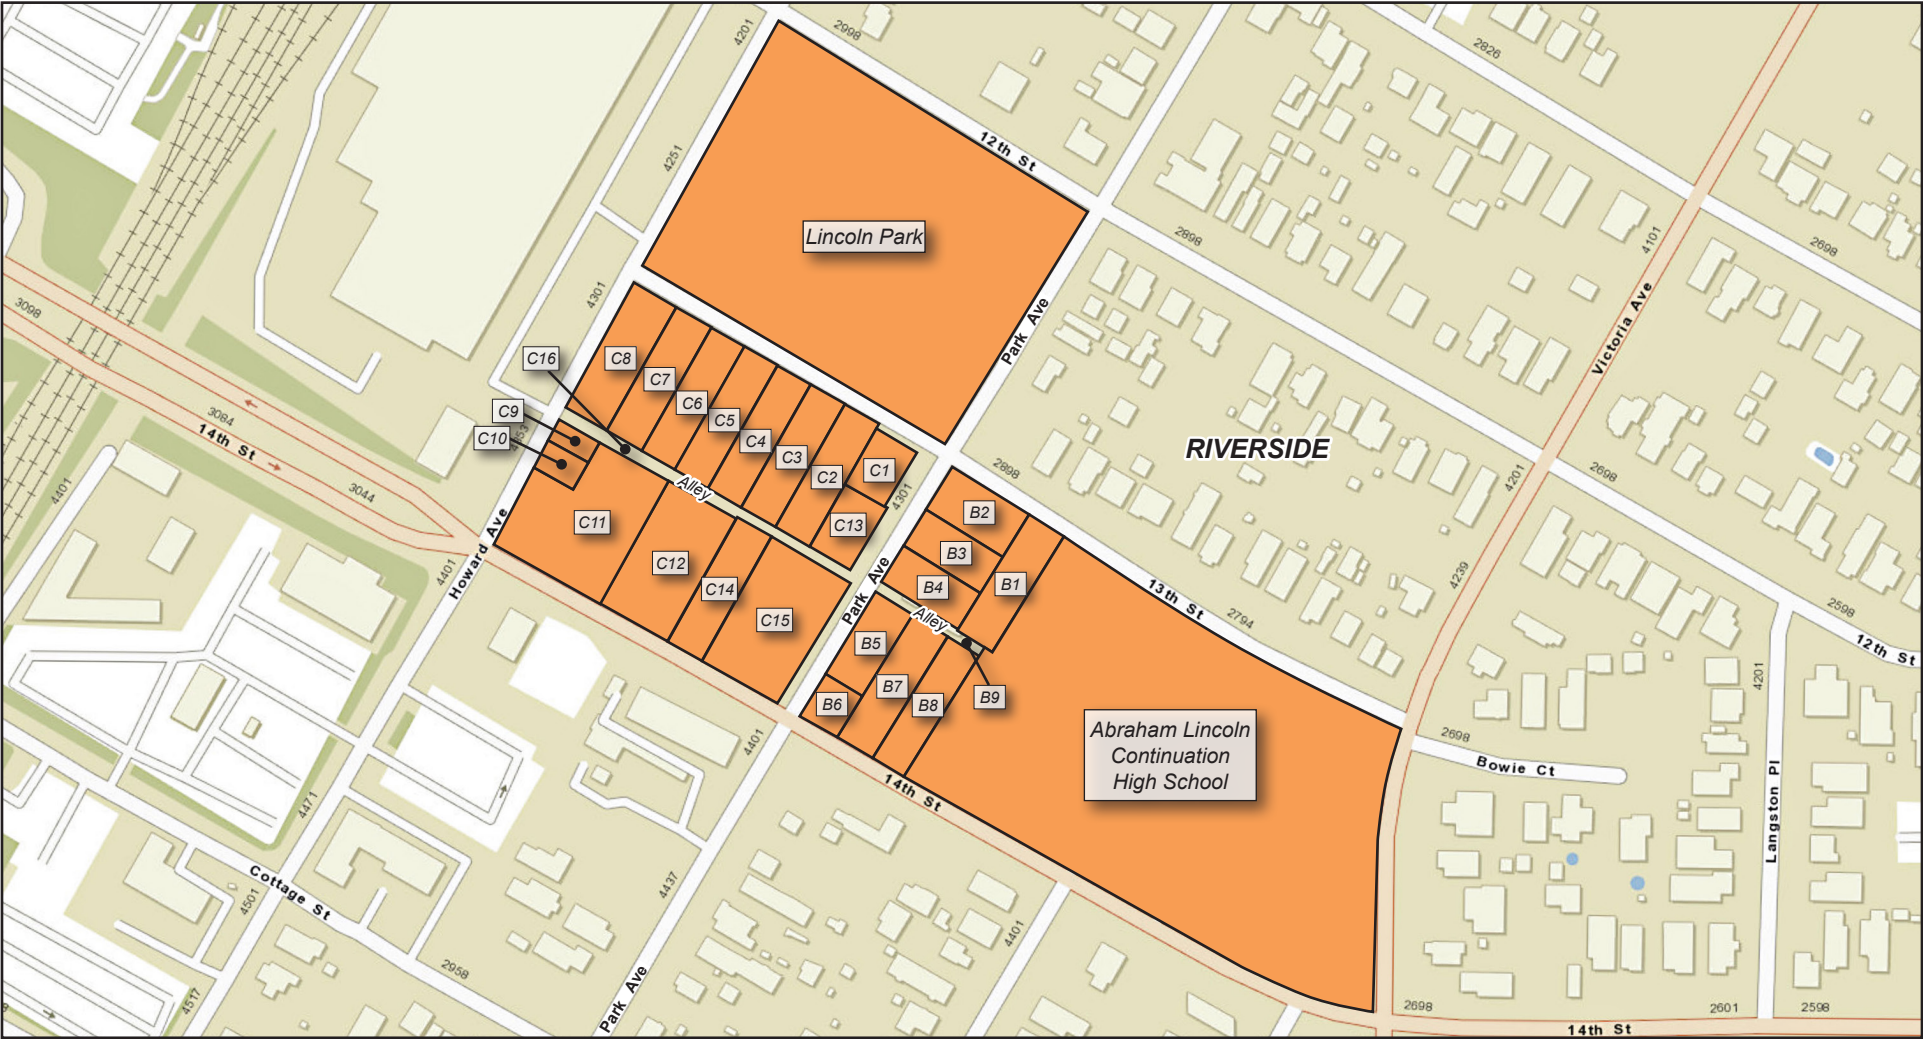 4201
2998
2826
12th St
4251
2898
4101
2698
Lincoln Park
4301
Park Ave
Victoria Ave
3098
C16
C8
C7
C6
C5
C4
C3
C2
C1
C9
C10
3084
14th St
3044
RIVERSIDE
2898
4201
2698
4401
Alley
4301
C13
C11
C12
C14
C15
B2
B3
B4
B1
Howard Ave
4401
Park Ave
Alley
13th St
2794
4239
2598
12th St
B5
B6
B7
B8
B9
4201
Abraham Lincoln
Continuation
High School
2698
Bowie Ct
4401
14th St
Langston Pl
4471
4437
Cottage St
4501
4401
2958
4517
Park Ave
2698
2601
2598
14th St